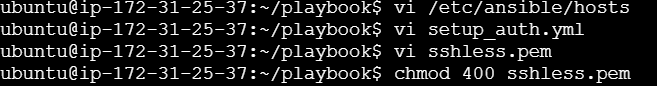 ubuntu@ip-172-31-25-37:~/playbook$ vi /etc/ansible/hosts
ubuntu@ip-172-31-25-37:~/playbook$ vi setup_auth.yml
ubuntu@ip-172-31-25-37:~/playbook$ vi sshless.pem
ubuntu@ip-172-31-25-37:~/playbook$ chmod 400 sshless.pem